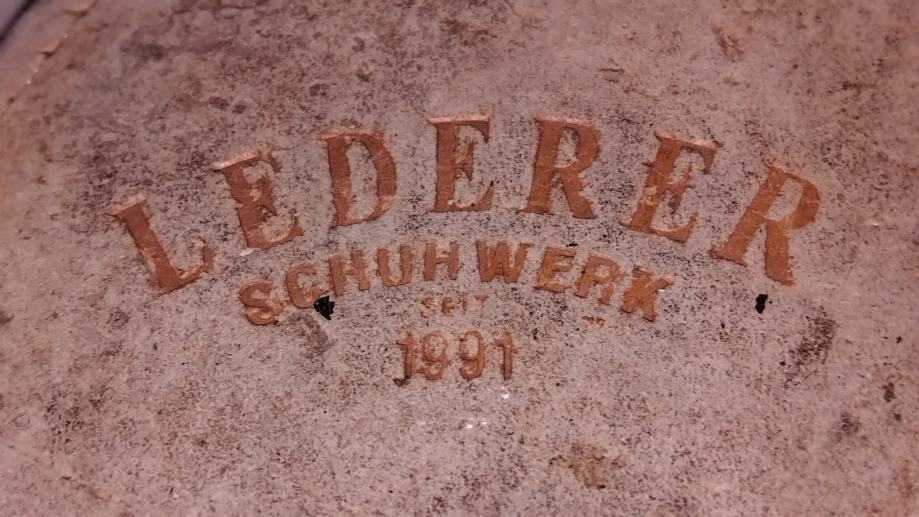 LEDERER
SCHUHWERK
SEIT
1991